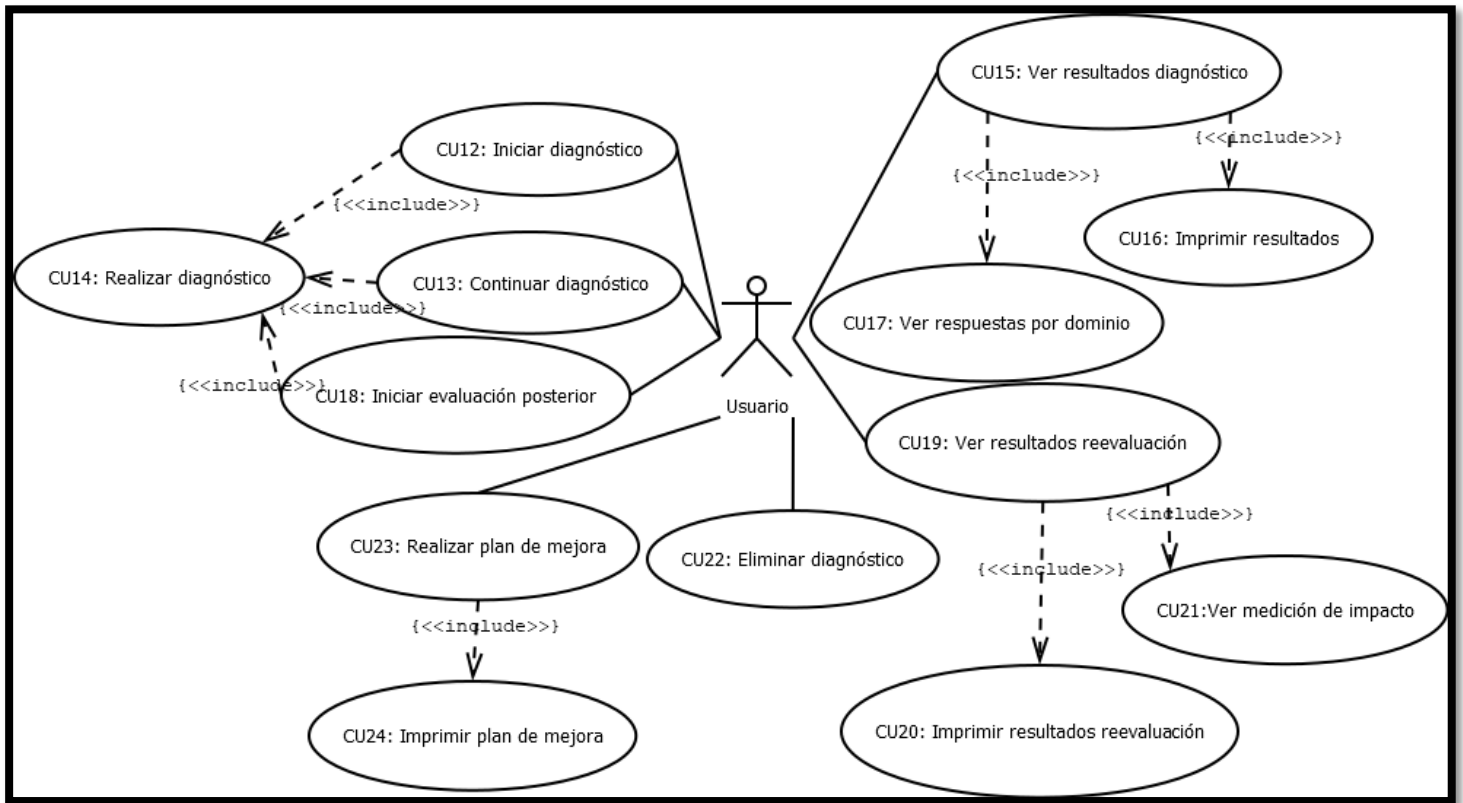 CU15: Ver resultados diagnóstico
{<<include>>}
CU12: Iniciar diagnóstico
{<<include>>}
{<<include>>}
CU16: Imprimir resultados
CU14: Realizar diagnóstico
CU13: Continuar diagnóstico
{<<include>>}
{<<include>>}
CU17: Ver respuestas por dominio
{<<include>>}
CU18: Iniciar evaluación posterior
Usuario
CU19: Ver resultados reevaluación
{<<include>>}
CU23: Realizar plan de mejora
CU22: Eliminar diagnóstico
{<<include>>}
CU21:Ver medición de impacto
{<<include>>}
CU24: Imprimir plan de mejora
CU20: Imprimir resultados reevaluación